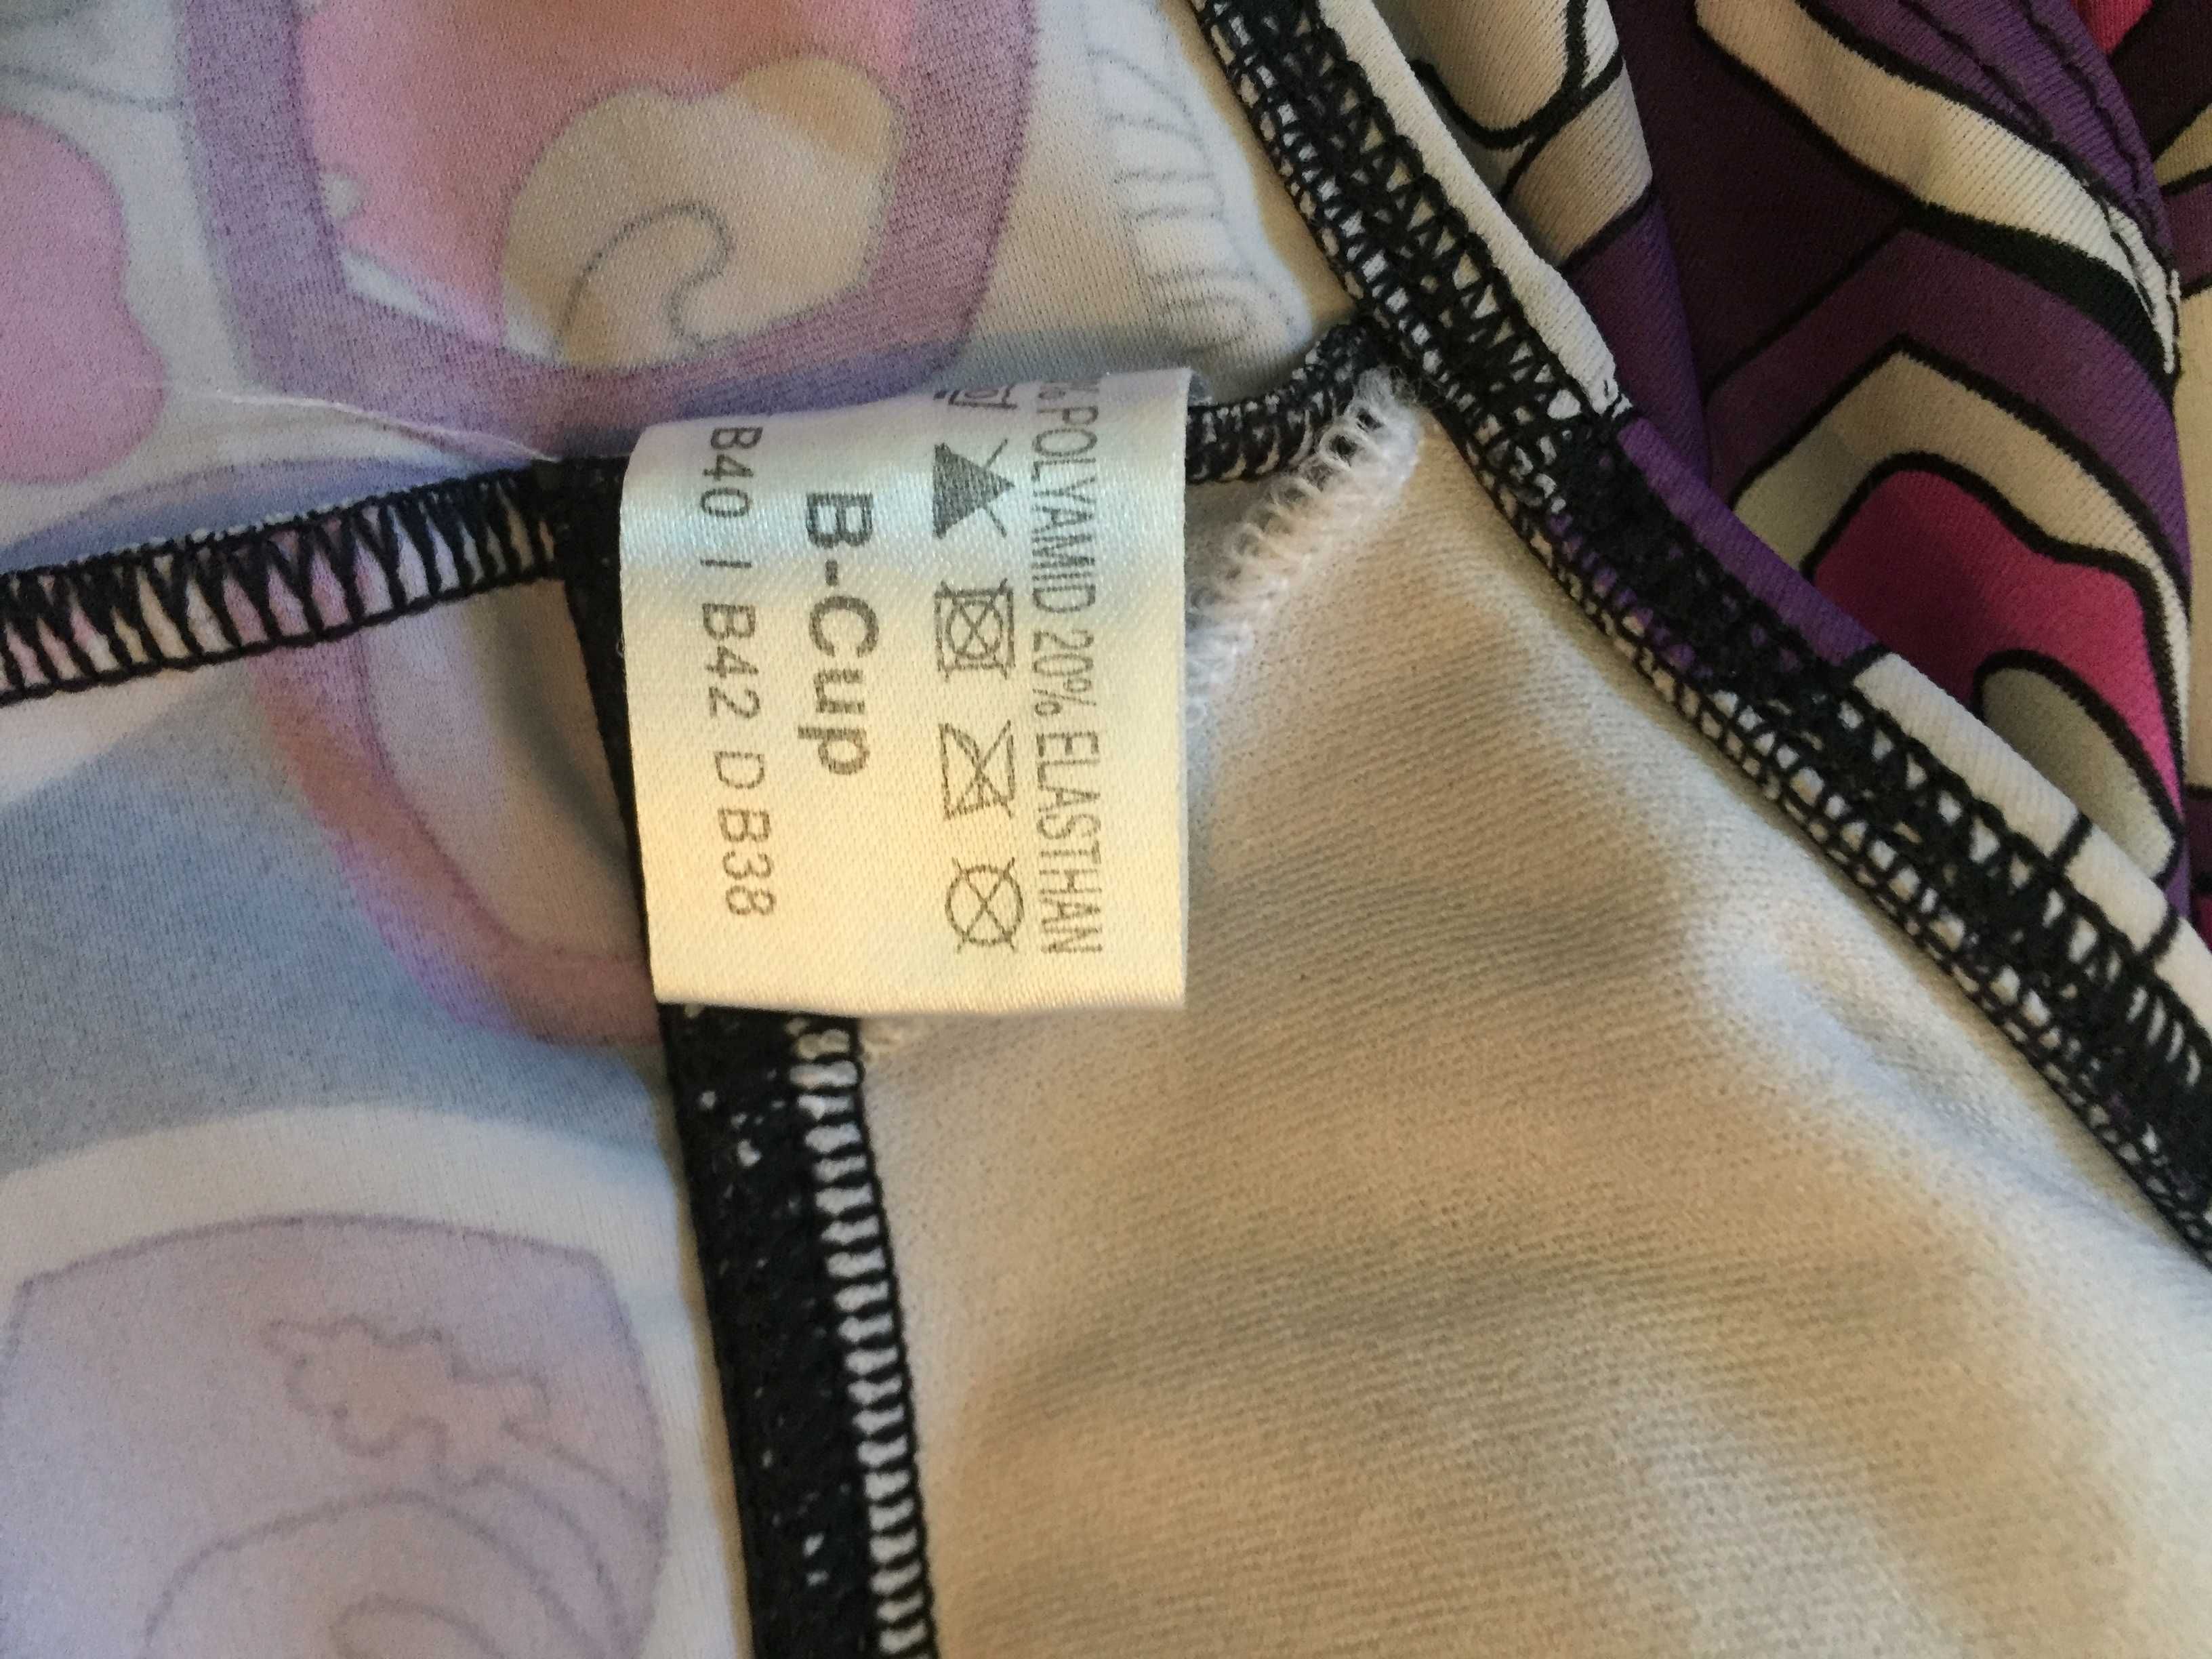 % POLYAMID 20% ELASTHAN
B-Cup
B40 I B42 D B38